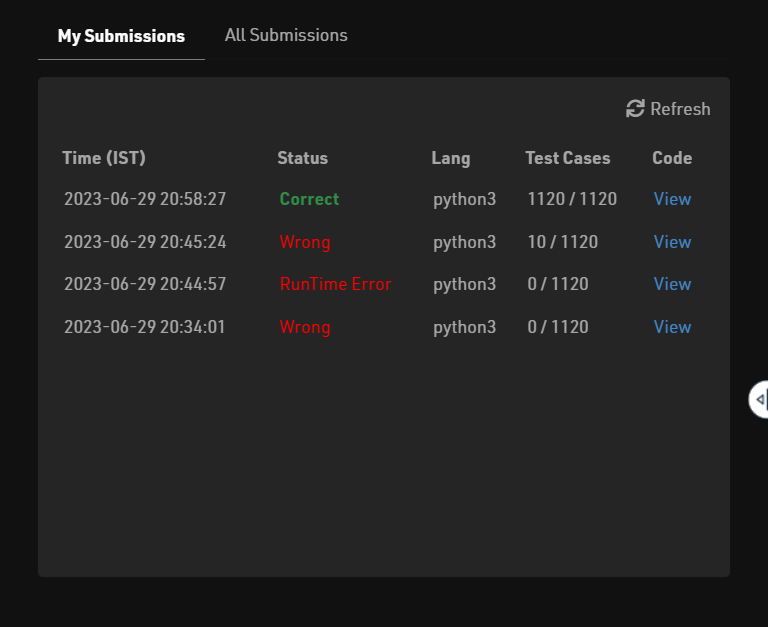 My Submissions All Submissions
Refresh
Time (IST) Status Lang Test Cases Code
2023-06-29 20:58:27 Correct python3 1120 / 1120 View
2023-06-29 20:45:24 Wrong python3 10 / 1120 View
2023-06-29 20:44:57 RunTime Error python3 0 / 1120 View
2023-06-29 20:34:01 Wrong python3 0 / 1120 View